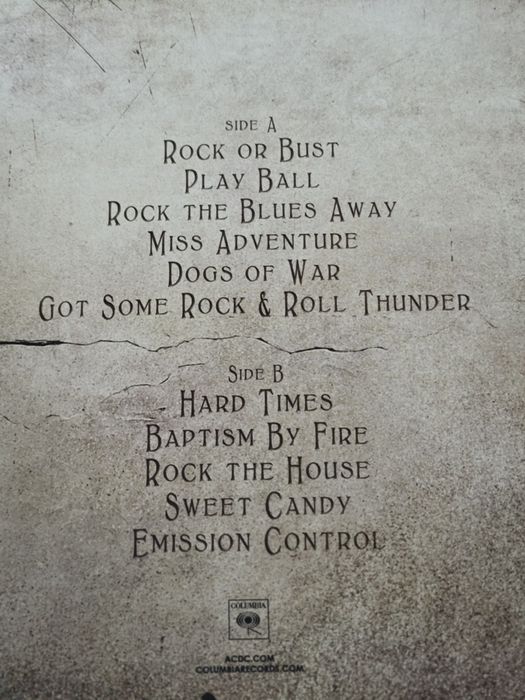 SIDE A
ROCK OR BUST
PLAY BALL
ROCK THE BLUES AWAY
MISS ADVENTURE
DOGS OF WAR
GOT SOME ROCK & ROLL THUNDER
SIDE B
HARD TIMES
BAPTISM BY FIRE
ROCK THE HOUSE
SWEET CANDY
EMISSION CONTROL
COLUMBIA
ACDC.COM
COLUMBIARECORDS.COM